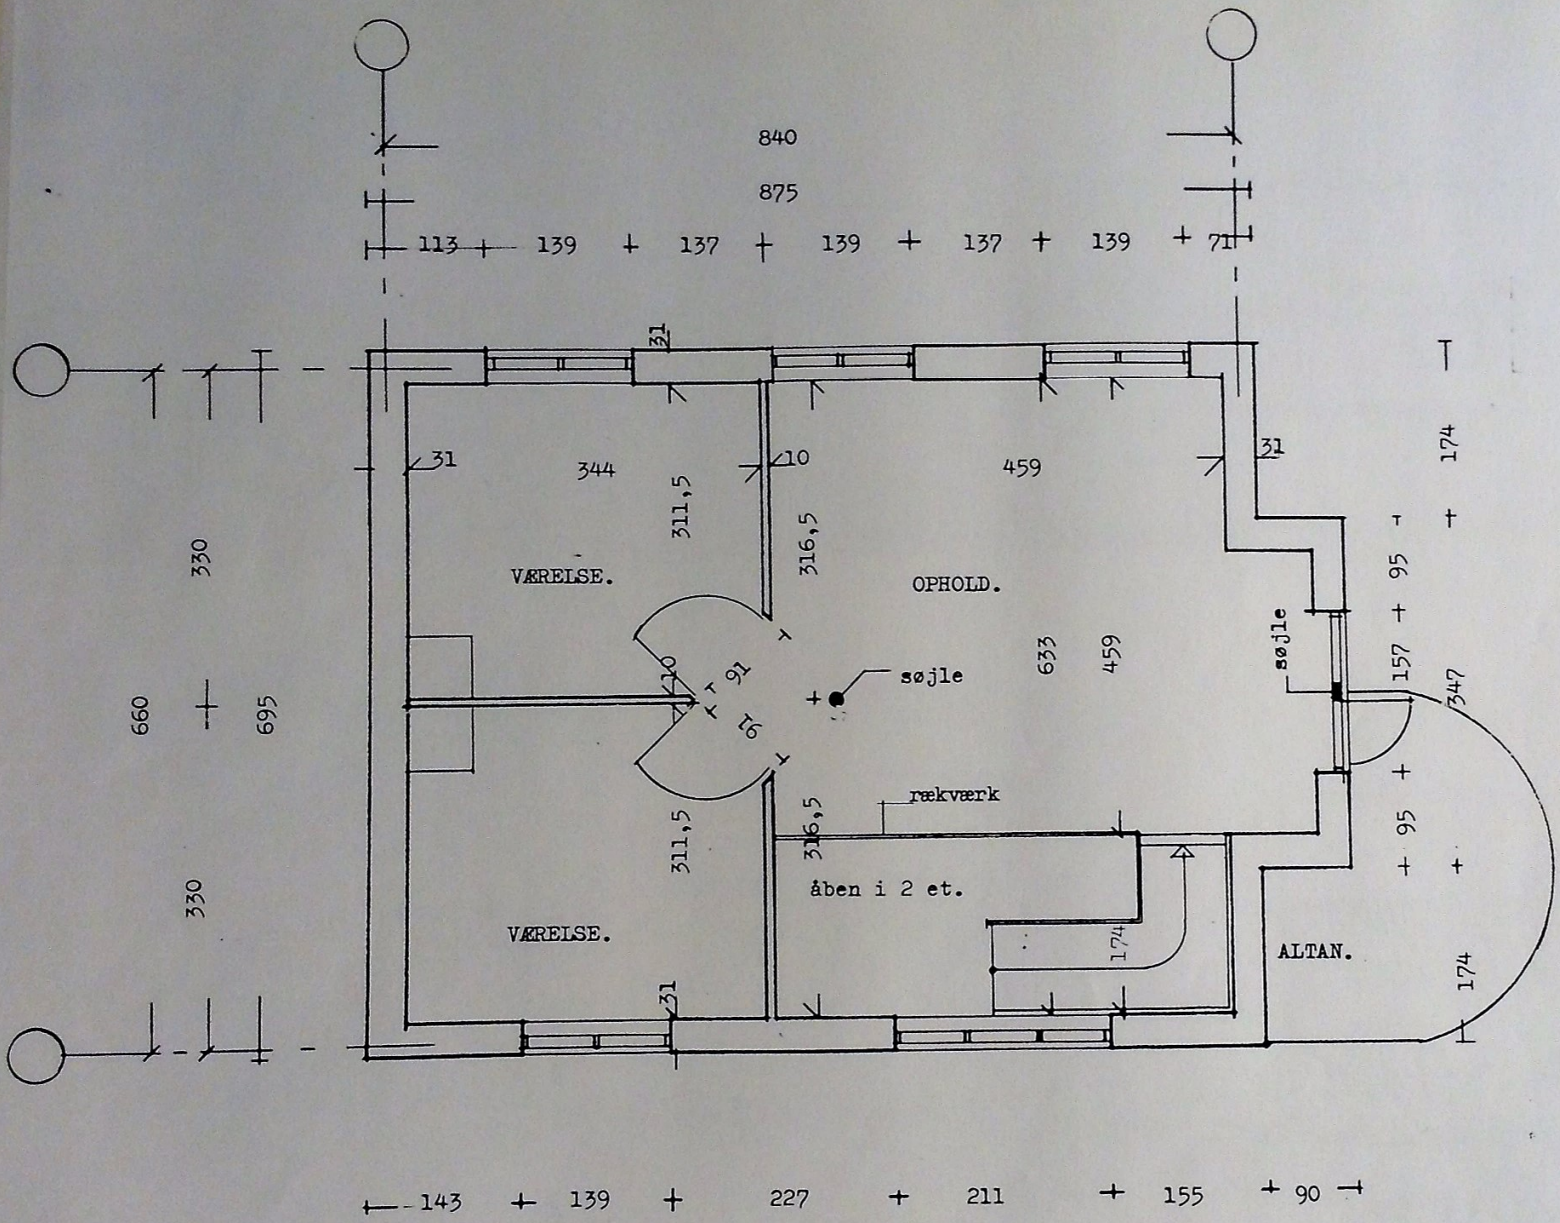 840
875
113 139 137 139 137 139 71
31
31 344 10 459 31
174
311,5
316,5
330
95
VÆRELSE.
OPHOLD.
søjle
633
459
157
10
91
søjle
347
660
695
91
rækværk
311,5
316,5
95
330
åben i 2 et.
VÆRELSE.
174
ALTAN.
174
31
143 139 227 211 155 90